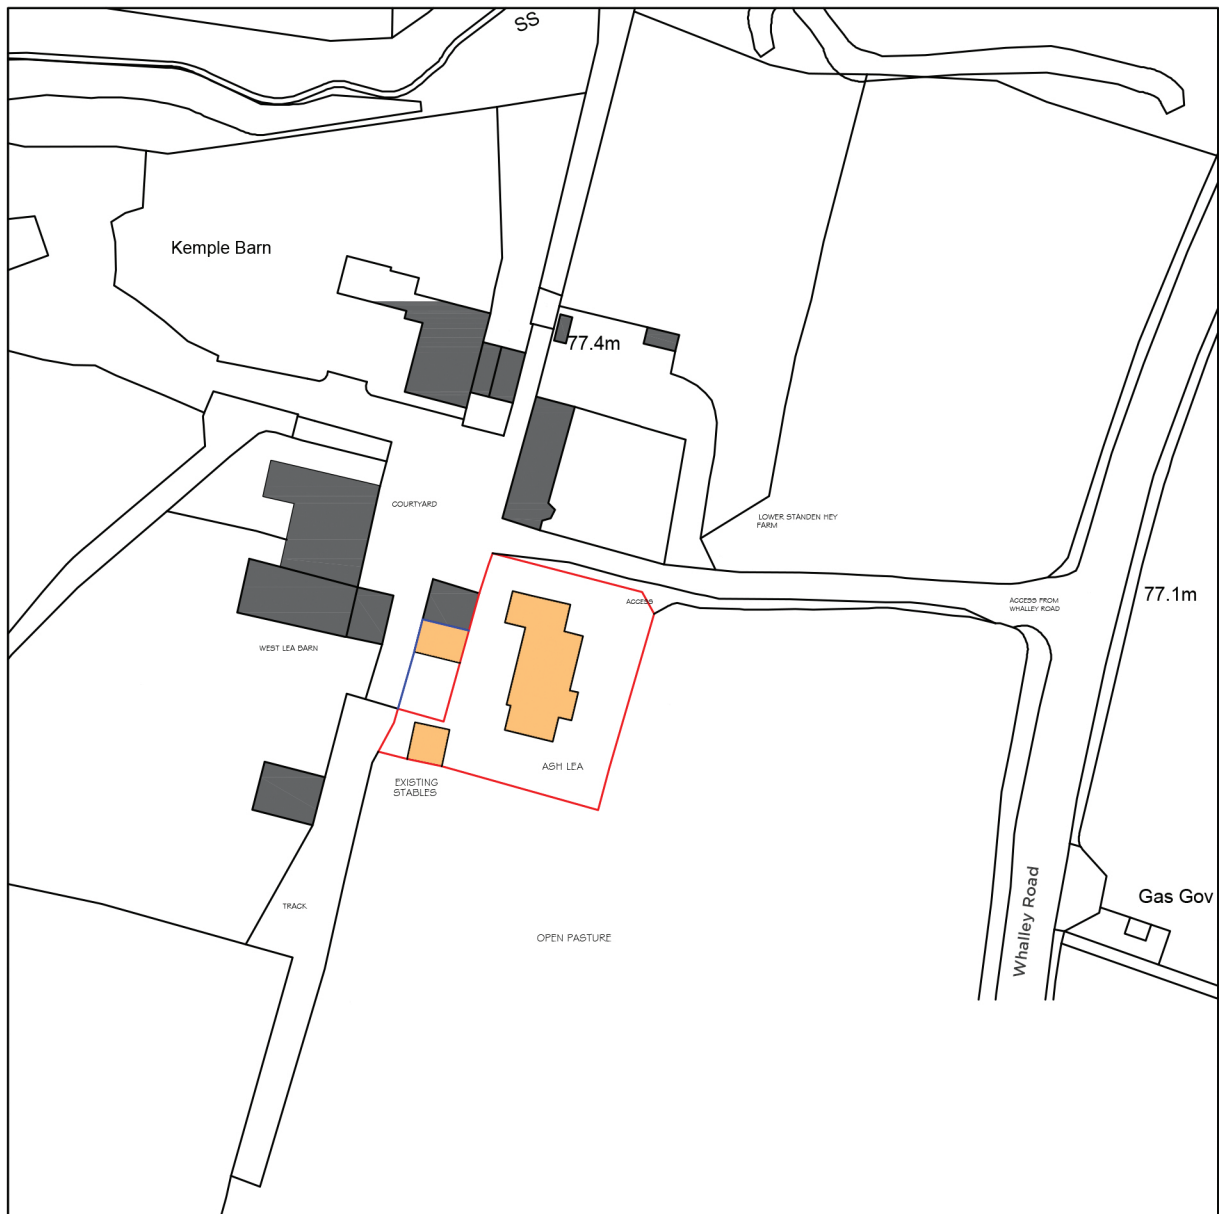 SS
Kemple Barn
77.4m
COURTYARD
LOWER STANDEN HEY
FARM
ACCESS
ACCESS FROM
WHALLEY ROAD
77.1m
WEST LEA BARN
ASH LEA
EXISTING
STABLES
Whalley Road
Gas Gov
TRACK
OPEN PASTURE